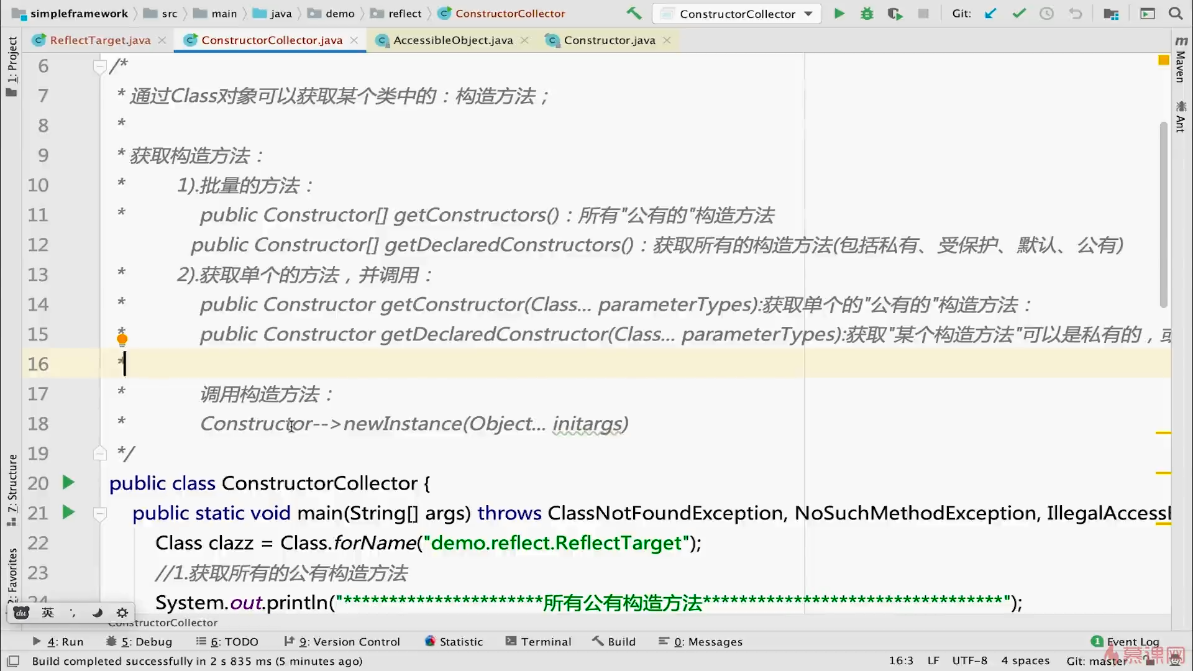 simpleframework src main java demo reflect ConstructorCollector ConstructorCollector Git:
ReflectTarget.java ConstructorCollector.java AccessibleObject.java Constructor.java
1: Project
Maven
Ant
6 /*
7 * 通过Class对象可以获取某个类中的：构造方法；
8 *
9 * 获取构造方法：
10 * 1).批量的方法：
11 * public Constructor[] getConstructors()：所有"公有的"构造方法
12 public Constructor[] getDeclaredConstructors()：获取所有的构造方法(包括私有、受保护、默认、公有)
13 * 2).获取单个的方法，并调用：
14 * public Constructor getConstructor(Class... parameterTypes):获取单个的"公有的"构造方法：
15 * public Constructor getDeclaredConstructor(Class... parameterTypes):获取"某个构造方法"可以是私有的，或
16 *
17 * 调用构造方法：
18 * Constructor-->newInstance(Object... initargs)
19 */
20 public class ConstructorCollector {
21 public static void main(String[] args) throws ClassNotFoundException, NoSuchMethodException, IllegalAccessE
22 Class clazz = Class.forName("demo.reflect.ReflectTarget");
23 //1.获取所有的公有构造方法
24 System.out.println("**********************所有公有构造方法*********************************");
7: Structure
2: Favorites
du 英
ConstructorCollector
4: Run 5: Debug 6: TODO 9: Version Control Statistic Terminal Build 0: Messages 1 Event Log
Build completed successfully in 2 s 835 ms (5 minutes ago) 16:3 LF UTF-8 4 spaces Git: master
慕课网